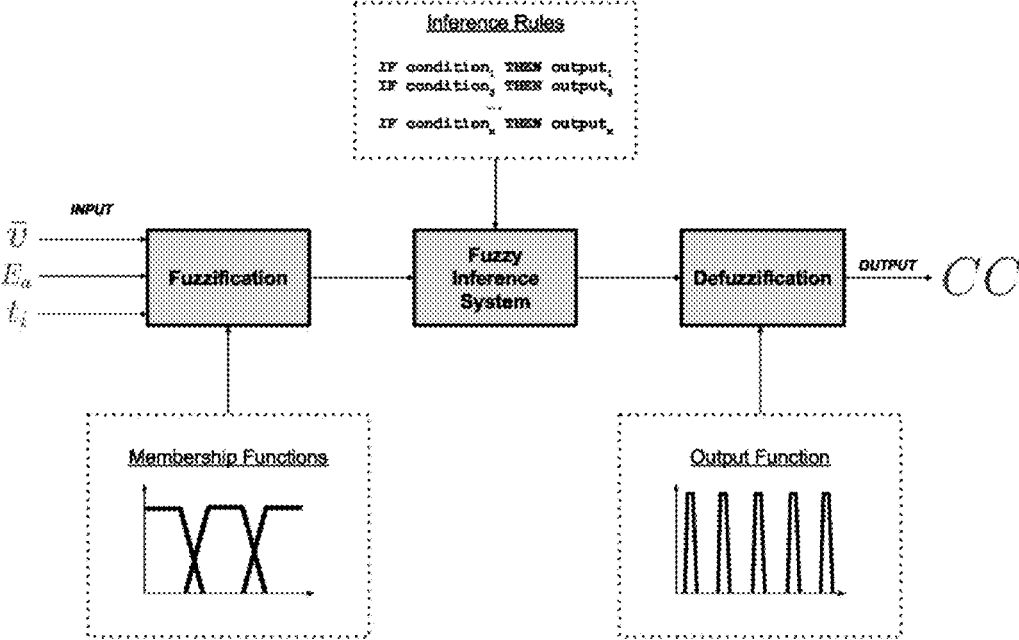 Inference Rules
IF condition₁ THEN output₁
IF condition₂ THEN output₂
...
IF conditionₙ THEN outputₙ
INPUT
v̅
Eₐ
tᵢ
Fuzzification
Fuzzy
Inference
System
Defuzzification
OUTPUT
CC
Membership Functions
Output Function